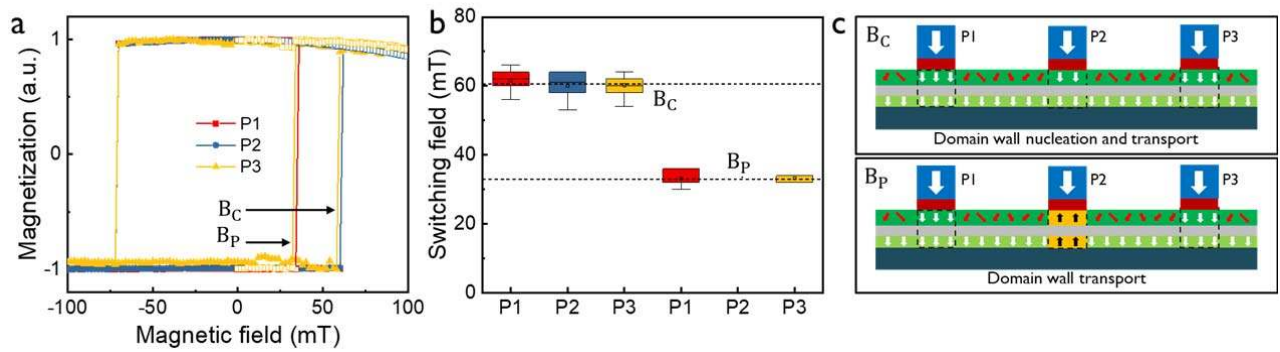 a
Magnetization (a.u.)
1
0
-1
P1
P2
P3
B_C
B_P
-100 -50 0 50 100
Magnetic field (mT)
b
Switching field (mT)
80
60
40
20
0
B_C
B_P
P1 P2 P3 P1 P2 P3
c
B_C
P1 P2 P3
Domain wall nucleation and transport
B_P
P1 P2 P3
Domain wall transport